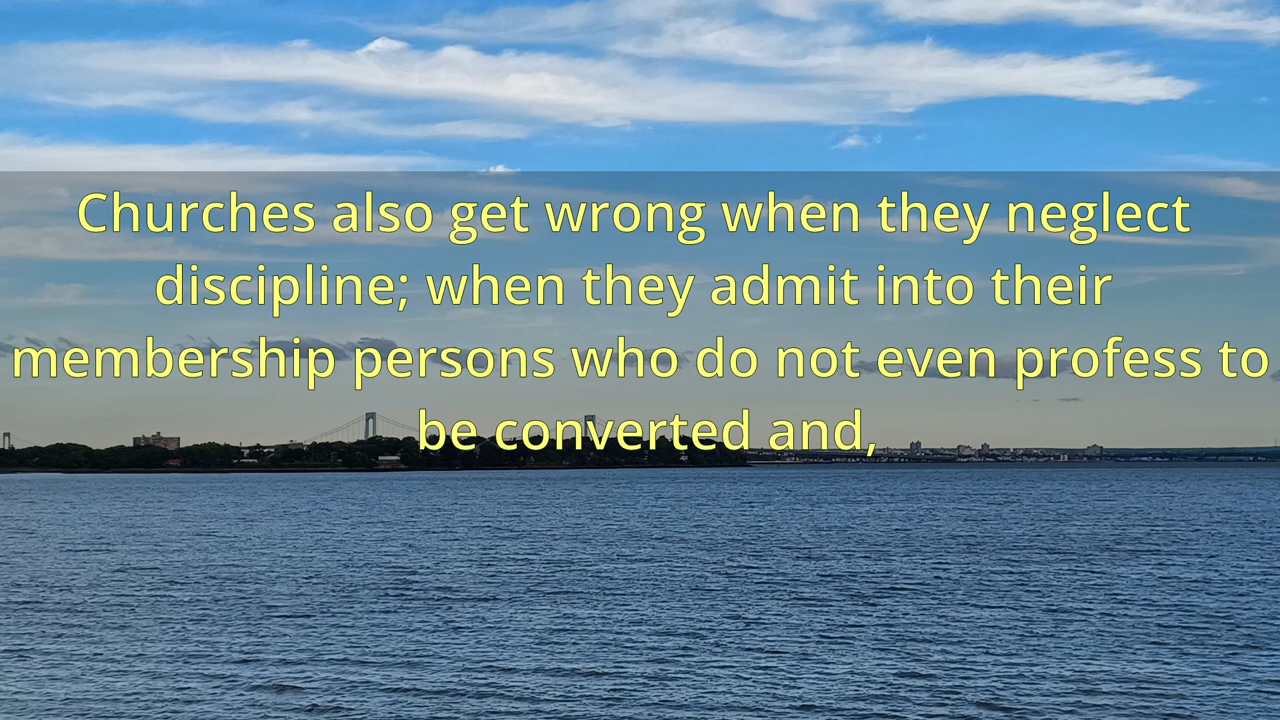 Churches also get wrong when they neglect
discipline; when they admit into their
membership persons who do not even profess to
be converted and,